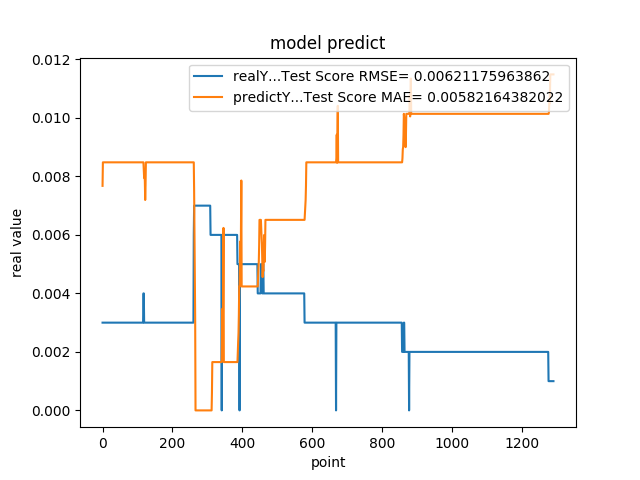 model predict
realY...Test Score RMSE= 0.00621175963862
predictY...Test Score MAE= 0.00582164382022
0.012
0.010
0.008
0.006
0.004
0.002
0.000
real value
0 200 400 600 800 1000 1200
point